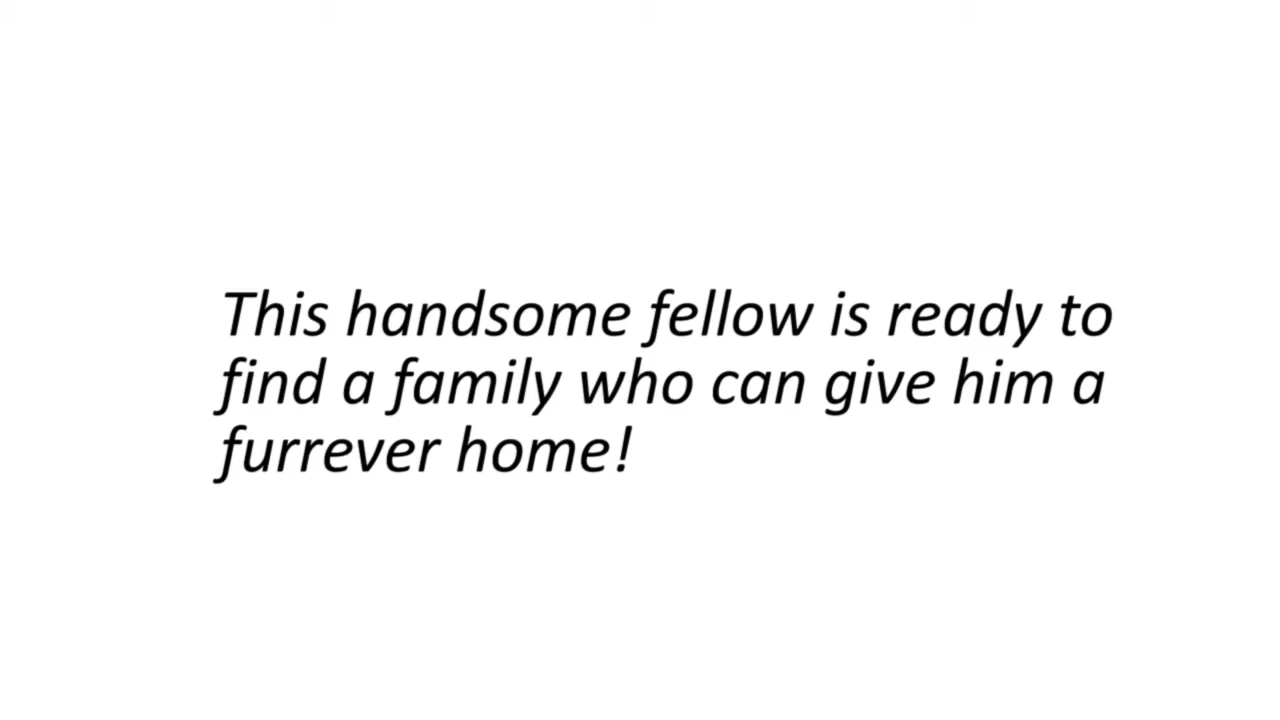 This handsome fellow is ready to
find a family who can give him a
furrever home!